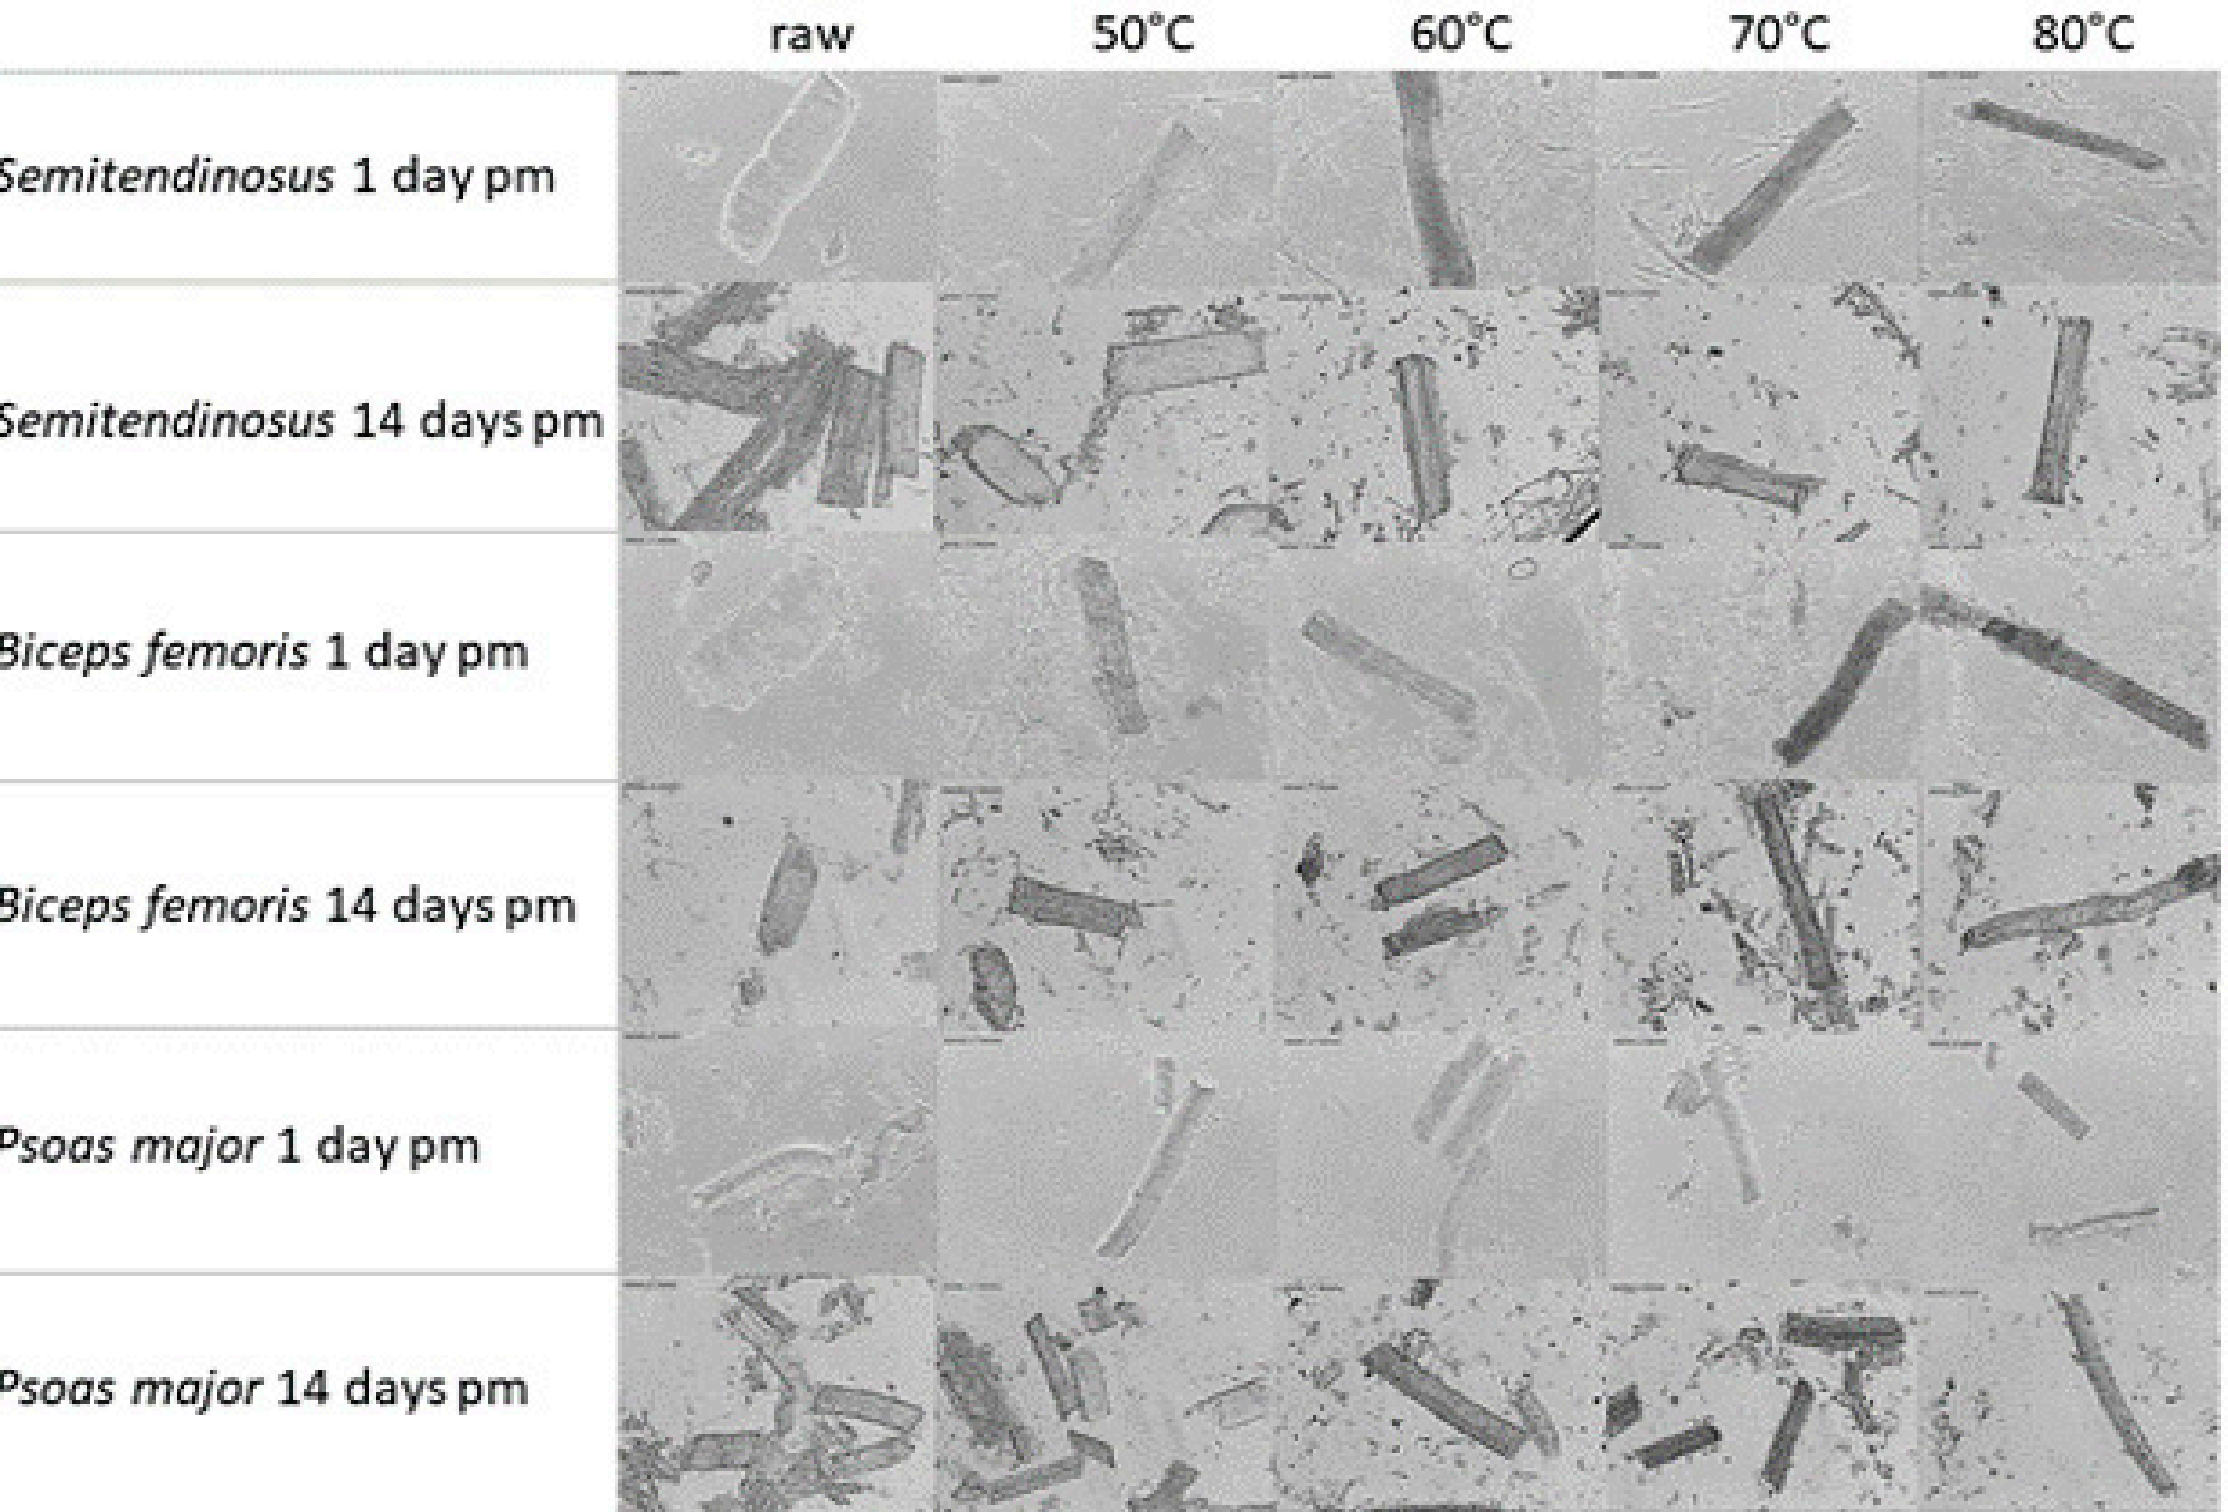 raw 50°C 60°C 70°C 80°C
Semitendinosus 1 day pm
Semitendinosus 14 days pm
Biceps femoris 1 day pm
Biceps femoris 14 days pm
Psoas major 1 day pm
Psoas major 14 days pm